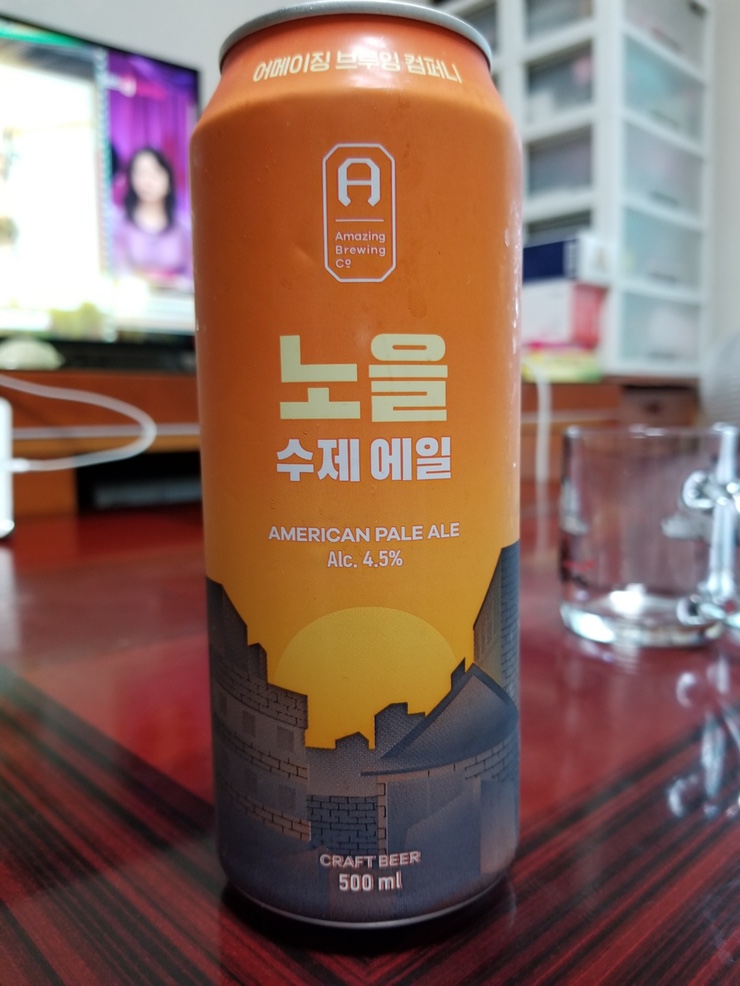 어메이징 브루잉 컴퍼니
A
Amazing
Brewing
Cº
노을
수제 에일
AMERICAN PALE ALE
Alc. 4.5%
CRAFT BEER
500 ml